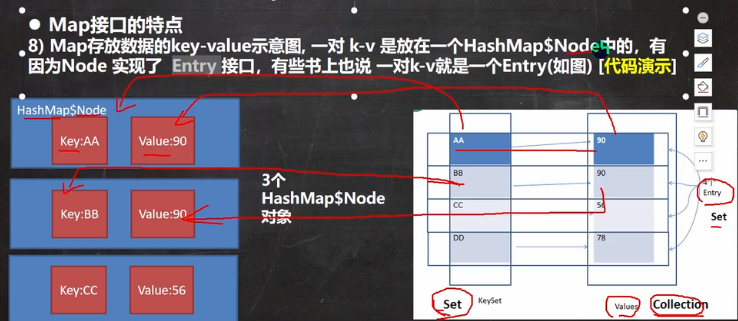 ● Map接口的特点
8) Map存放数据的key-value示意图, 一对 k-v 是放在一个HashMap$Node中的，有
因为Node 实现了 Entry 接口，有些书上也说 一对k-v就是一个Entry(如图) [代码演示]
HashMap$Node
Key:AA Value:90
Key:BB Value:90
Key:CC Value:56
3个
HashMap$Node
对象
AA 90
BB 90
CC 56
DD 78
Entry
Set
Set KeySet Values Collection